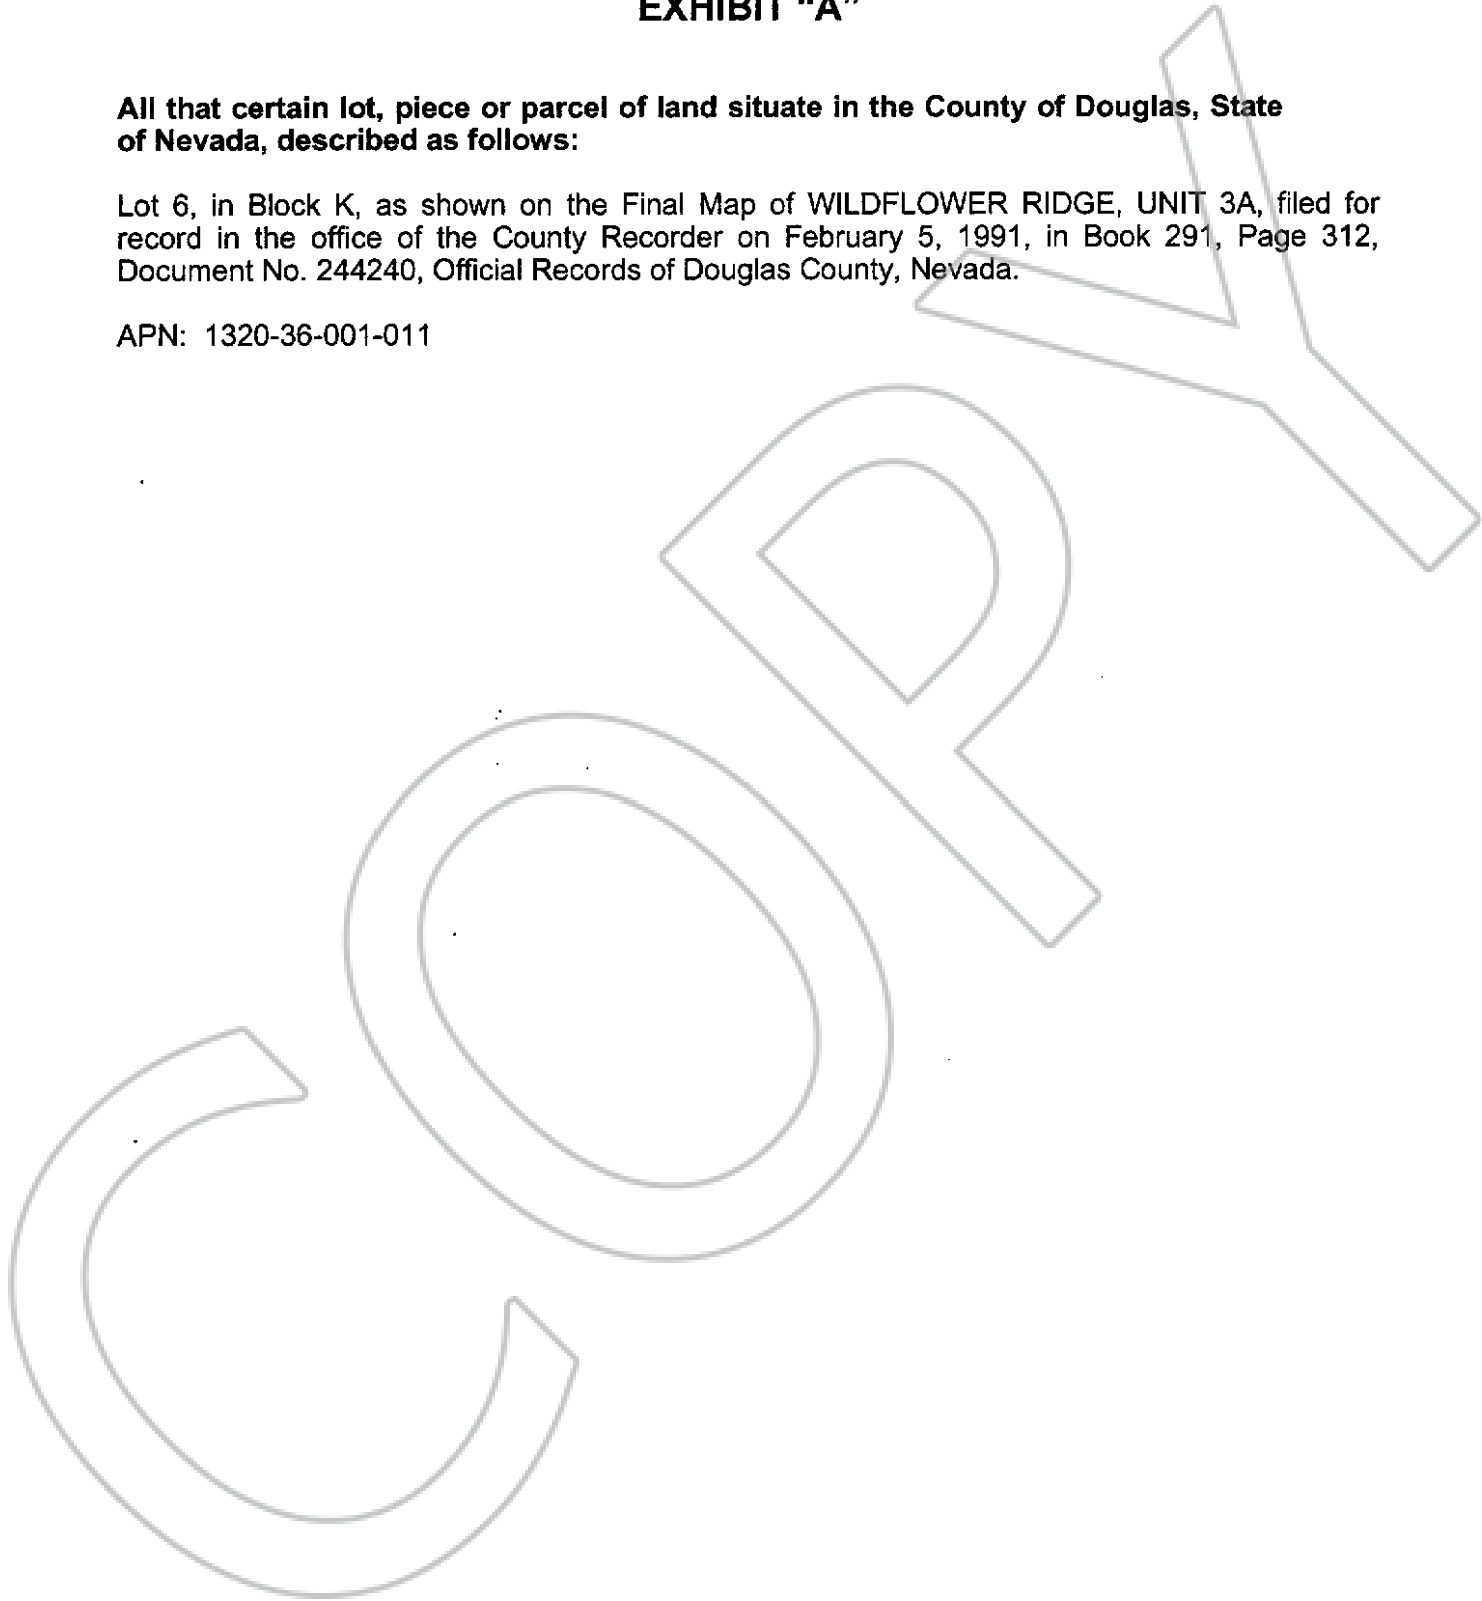 EXHIBIT "A"
All that certain lot, piece or parcel of land situate in the County of Douglas, State
of Nevada, described as follows:
Lot 6, in Block K, as shown on the Final Map of WILDFLOWER RIDGE, UNIT 3A, filed for
record in the office of the County Recorder on February 5, 1991, in Book 291, Page 312,
Document No. 244240, Official Records of Douglas County, Nevada.
APN: 1320-36-001-011
COPY